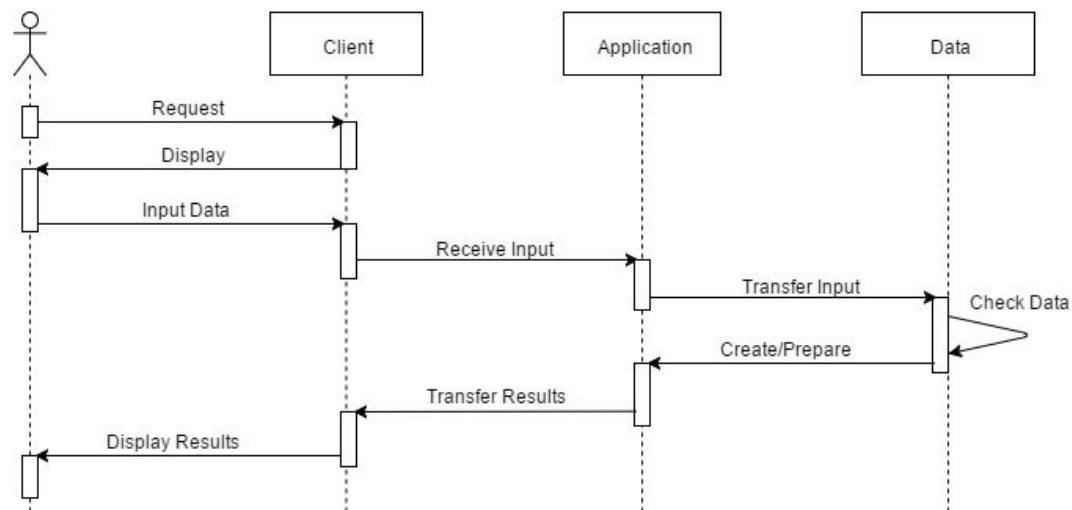 Client
Application
Data
Request
Display
Input Data
Receive Input
Transfer Input
Check Data
Create/Prepare
Transfer Results
Display Results